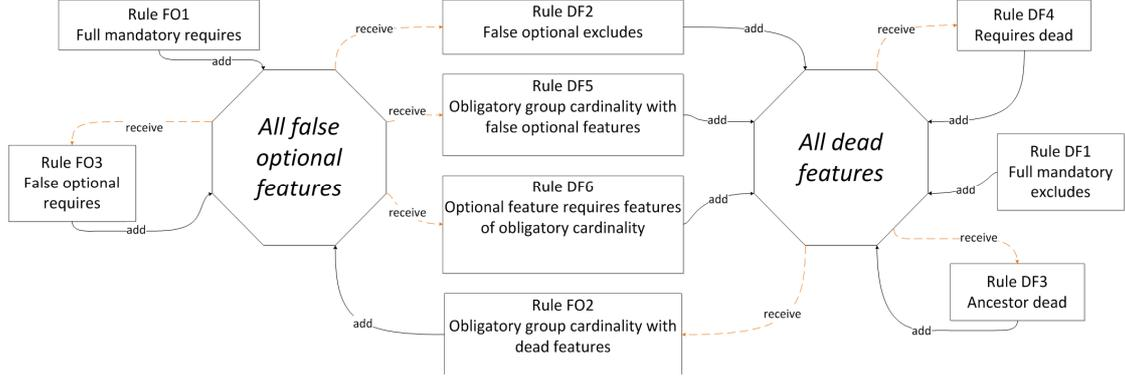 Rule FO1
Full mandatory requires
add
receive
Rule FO3
False optional
requires
add
All false
optional
features
receive
Rule DF2
False optional excludes
add
receive
Rule DF5
Obligatory group cardinality with
false optional features
add
receive
Rule DF6
Optional feature requires features
of obligatory cardinality
add
add
Rule FO2
Obligatory group cardinality with
dead features
receive
All dead
features
receive
Rule DF4
Requires dead
add
Rule DF1
Full mandatory
excludes
add
receive
Rule DF3
Ancestor dead
add